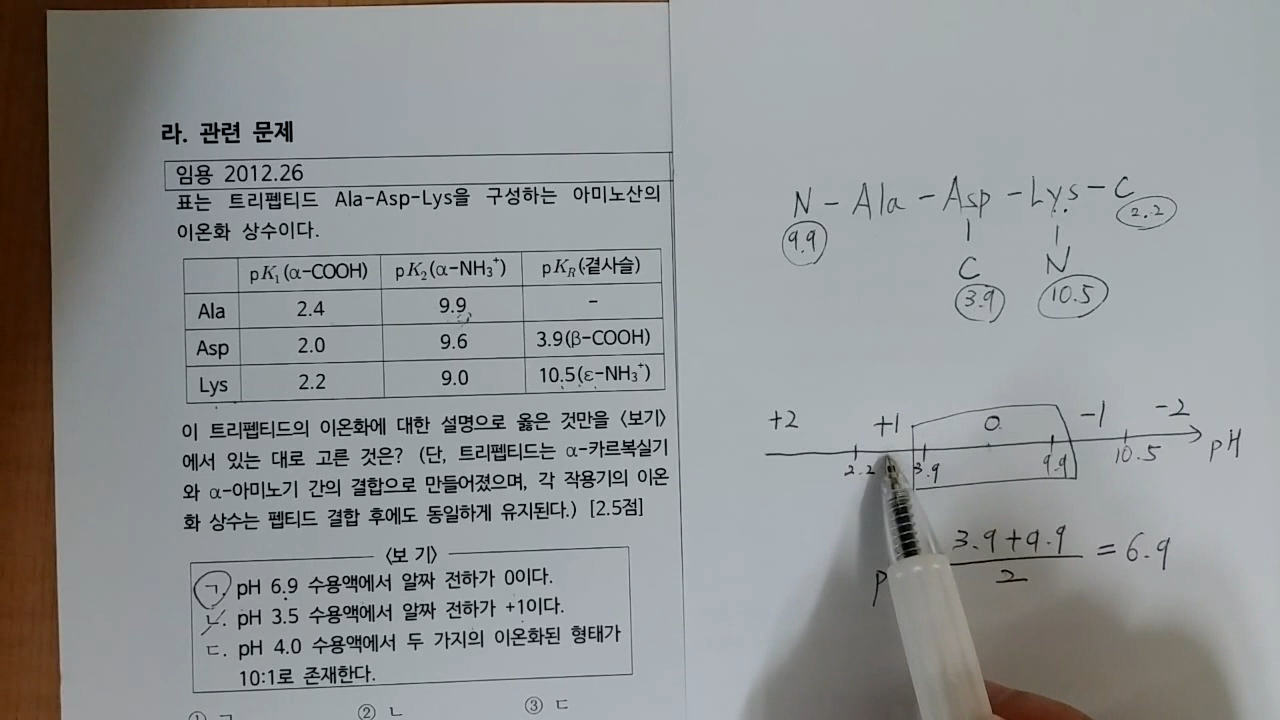 라. 관련 문제
임용 2012.26
표는 트리펩티드 Ala-Asp-Lys을 구성하는 아미노산의
이온화 상수이다.
pK₁(α-COOH) pK₂(α-NH₃⁺) pK_R(곁사슬)
Ala 2.4 9.9 –
Asp 2.0 9.6 3.9(β-COOH)
Lys 2.2 9.0 10.5(ε-NH₃⁺)
이 트리펩티드의 이온화에 대한 설명으로 옳은 것만을 〈보기〉
에서 있는 대로 고른 것은? (단, 트리펩티드는 α-카르복실기
와 α-아미노기 간의 결합으로 만들어졌으며, 각 작용기의 이온
화 상수는 펩티드 결합 후에도 동일하게 유지된다.) [2.5점]
〈보 기〉
ㄱ. pH 6.9 수용액에서 알짜 전하가 0이다.
ㄴ. pH 3.5 수용액에서 알짜 전하가 +1이다.
ㄷ. pH 4.0 수용액에서 두 가지의 이온화된 형태가
10:1로 존재한다.
① ㄱ ② ㄴ ③ ㄷ
N - Ala - Asp - Lys - C
9.9 2.2
C N
3.9 10.5
+2 +1 0 -1 -2
2.2 3.9 9.9 10.5 pH
3.9+9.9
P = 6.9
2